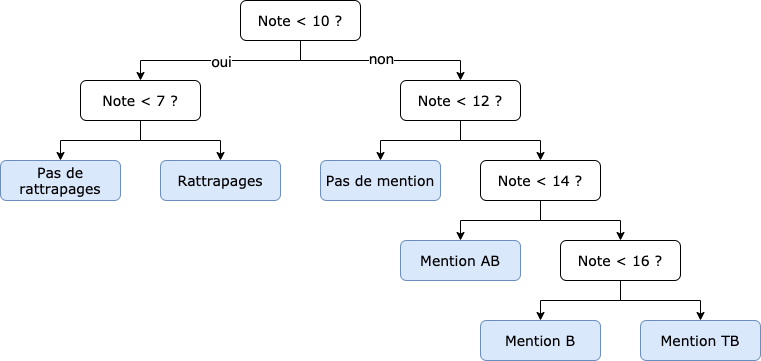 Note < 10 ?
oui
non
Note < 7 ?
Note < 12 ?
Pas de
rattrapages
Rattrapages
Pas de mention
Note < 14 ?
Mention AB
Note < 16 ?
Mention B
Mention TB